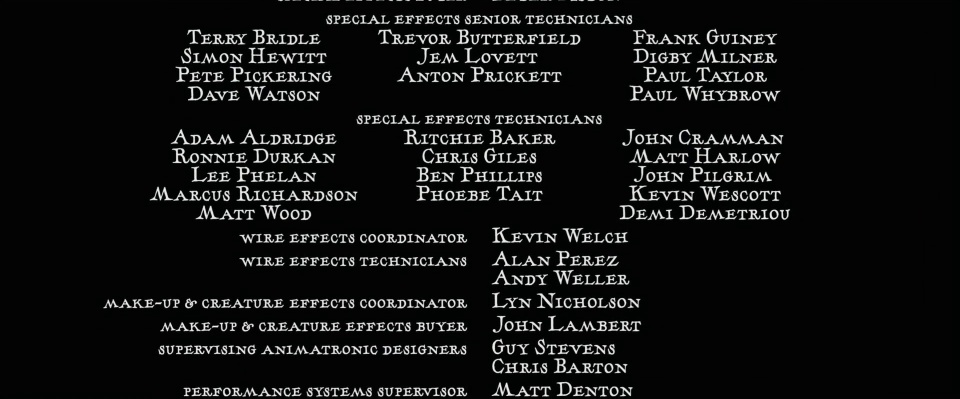 SPECIAL EFFECTS SENIOR TECHNICIANS
TERRY BRIDLE TREVOR BUTTERFIELD FRANK GUINEY
SIMON HEWITT JEM LOVETT DIGBY MILNER
PETE PICKERING ANTON PRICKETT PAUL TAYLOR
DAVE WATSON PAUL WHYBROW
SPECIAL EFFECTS TECHNICIANS
ADAM ALDRIDGE RITCHIE BAKER JOHN CRAMMAN
RONNIE DURKAN CHRIS GILES MATT HARLOW
LEE PHELAN BEN PHILLIPS JOHN PILGRIM
MARCUS RICHARDSON PHOEBE TAIT KEVIN WESCOTT
MATT WOOD DEMI DEMETRIOU
WIRE EFFECTS COORDINATOR KEVIN WELCH
WIRE EFFECTS TECHNICIANS ALAN PEREZ
ANDY WELLER
MAKE-UP & CREATURE EFFECTS COORDINATOR LYN NICHOLSON
MAKE-UP & CREATURE EFFECTS BUYER JOHN LAMBERT
SUPERVISING ANIMATRONIC DESIGNERS GUY STEVENS
CHRIS BARTON
PERFORMANCE SYSTEMS SUPERVISOR MATT DENTON